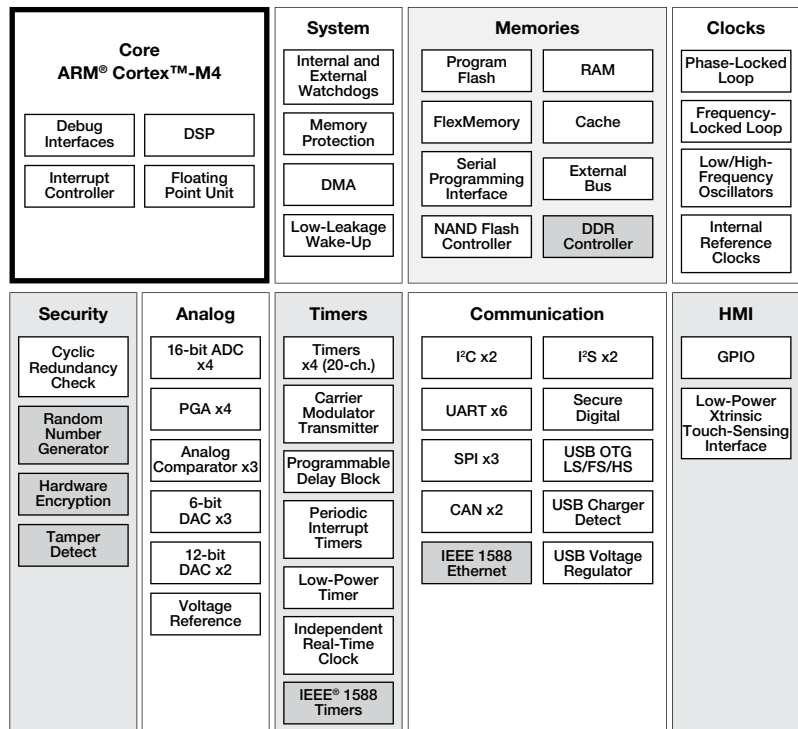 Core
ARM® Cortex™-M4
Debug
Interfaces
DSP
Interrupt
Controller
Floating
Point Unit
System
Internal and
External
Watchdogs
Memory
Protection
DMA
Low-Leakage
Wake-Up
Memories
Program
Flash
RAM
FlexMemory
Cache
Serial
Programming
Interface
External
Bus
NAND Flash
Controller
DDR
Controller
Clocks
Phase-Locked
Loop
Frequency-
Locked Loop
Low/High-
Frequency
Oscillators
Internal
Reference
Clocks
Security
Cyclic
Redundancy
Check
Random
Number
Generator
Hardware
Encryption
Tamper
Detect
Analog
16-bit ADC
x4
PGA x4
Analog
Comparator x3
6-bit
DAC x3
12-bit
DAC x2
Voltage
Reference
Timers
Timers
x4 (20-ch.)
Carrier
Modulator
Transmitter
Programmable
Delay Block
Periodic
Interrupt
Timers
Low-Power
Timer
Independent
Real-Time
Clock
IEEE® 1588
Timers
Communication
I²C x2
I²S x2
UART x6
Secure
Digital
SPI x3
USB OTG
LS/FS/HS
CAN x2
USB Charger
Detect
IEEE 1588
Ethernet
USB Voltage
Regulator
HMI
GPIO
Low-Power
Xtrinsic
Touch-Sensing
Interface